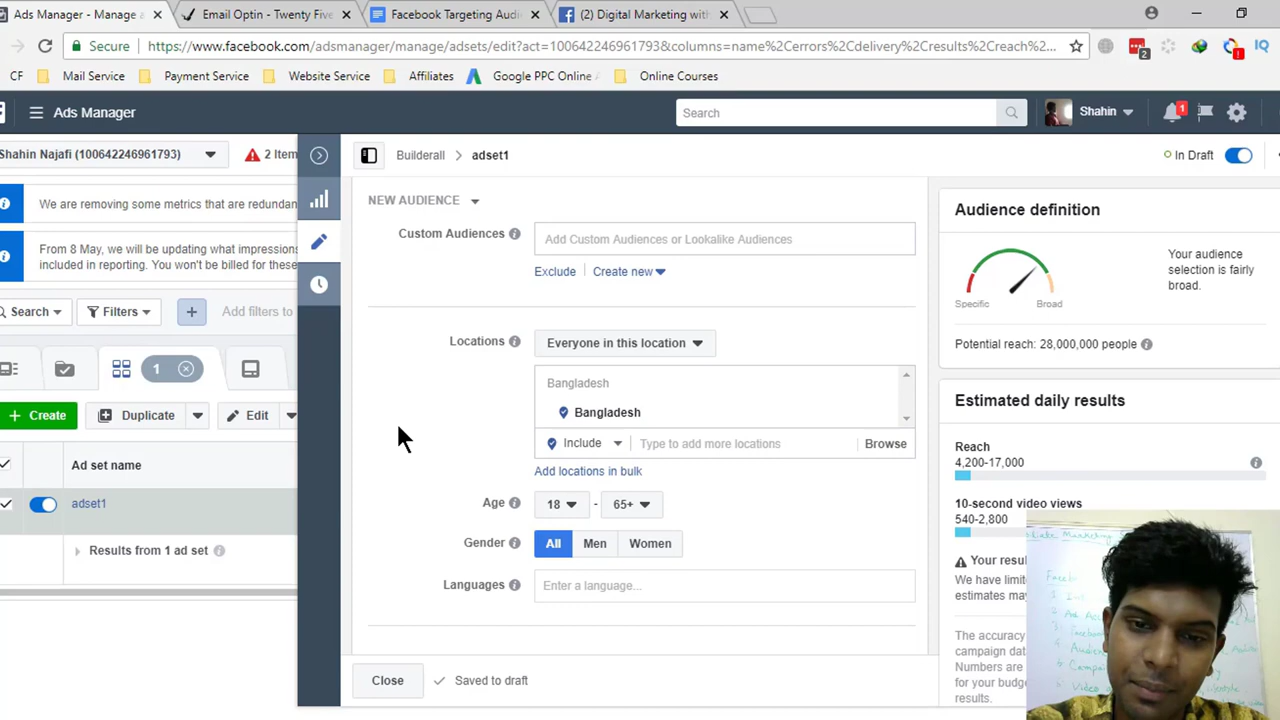 Ads Manager - Manage a
Email Optin - Twenty Five
Facebook Targeting Audi
(2) Digital Marketing with
Secure
https://www.facebook.com/adsmanager/manage/adsets/edit?act=100642246961793&columns=name%2Cerrors%2Cdelivery%2Cresults%2Creach%2C...
2
IQ
CF
Mail Service
Payment Service
Website Service
Affiliates
Google PPC Online A
Online Courses
Ads Manager
Search
Shahin
1
Shahin Najafi (100642246961793)
2 Item
Builderall > adset1
In Draft
We are removing some metrics that are redundan
From 8 May, we will be updating what impressions
included in reporting. You won't be billed for these
Search
Filters
Add filters to
1
Create
Duplicate
Edit
Ad set name
adset1
Results from 1 ad set
NEW AUDIENCE
Custom Audiences
Add Custom Audiences or Lookalike Audiences
Exclude
Create new
Locations
Everyone in this location
Bangladesh
Bangladesh
Include
Type to add more locations
Browse
Add locations in bulk
Age
18 - 65+
Gender
All
Men
Women
Languages
Enter a language...
Close
Saved to draft
Audience definition
Specific
Broad
Your audience
selection is fairly
broad.
Potential reach: 28,000,000 people
Estimated daily results
Reach
4,200-17,000
10-second video views
540-2,800
Your resul
We have limite
estimates may
The accuracy
campaign data
Numbers are
for your budge
results.
Marketing